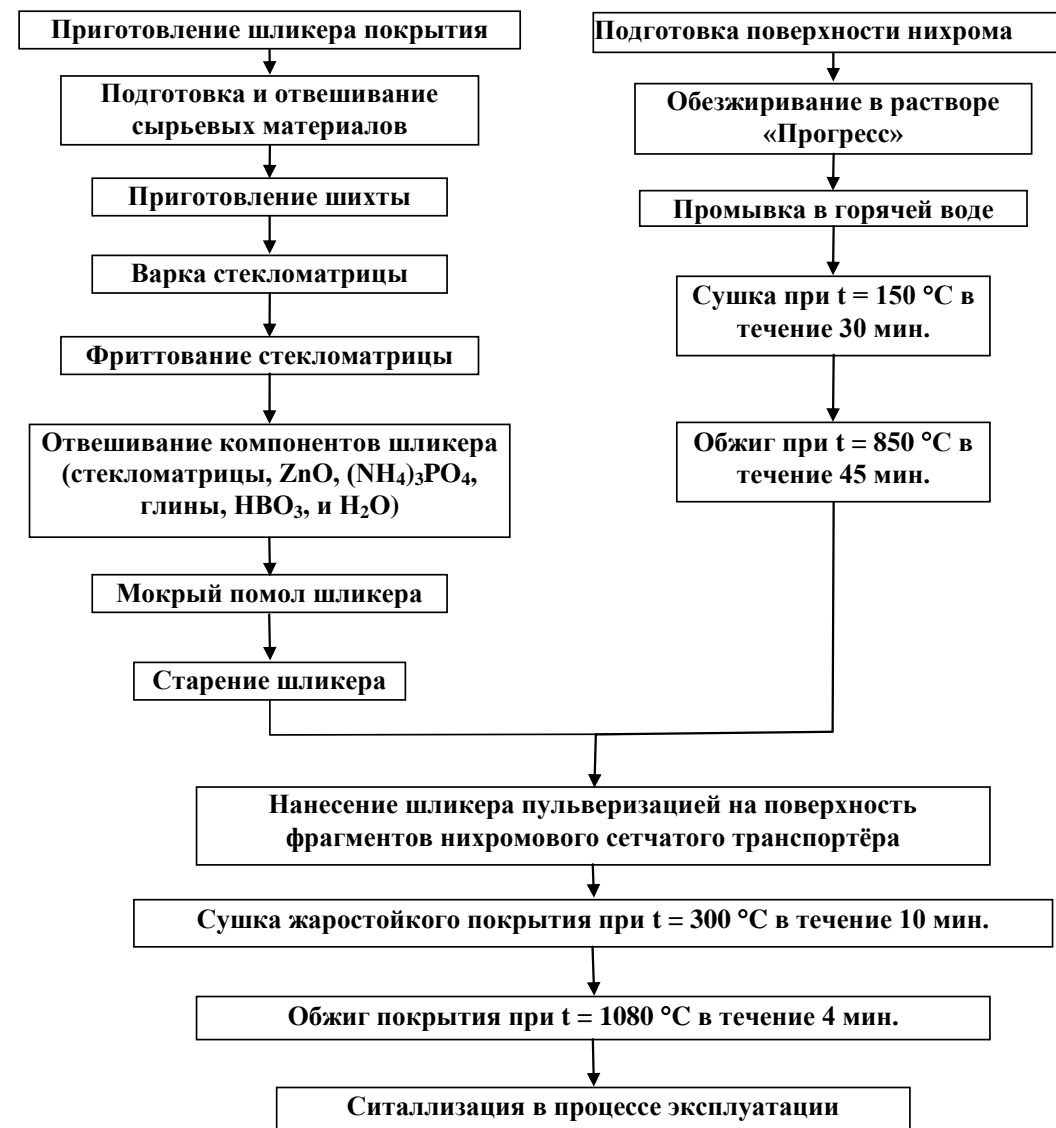 Приготовление шликера покрытия
Подготовка и отвешивание
сырьевых материалов
Приготовление шихты
Варка стекломатрицы
Фриттование стекломатрицы
Отвешивание компонентов шликера
(стекломатрицы, ZnO, (NH₄)₃PO₄,
глины, HBO₃, и H₂O)
Мокрый помол шликера
Старение шликера
Подготовка поверхности нихрома
Обезжиривание в растворе
«Прогресс»
Промывка в горячей воде
Сушка при t = 150 °C в
течение 30 мин.
Обжиг при t = 850 °C в
течение 45 мин.
Нанесение шликера пульверизацией на поверхность
фрагментов нихромового сетчатого транспортёра
Сушка жаростойкого покрытия при t = 300 °C в течение 10 мин.
Обжиг покрытия при t = 1080 °C в течение 4 мин.
Ситаллизация в процессе эксплуатации